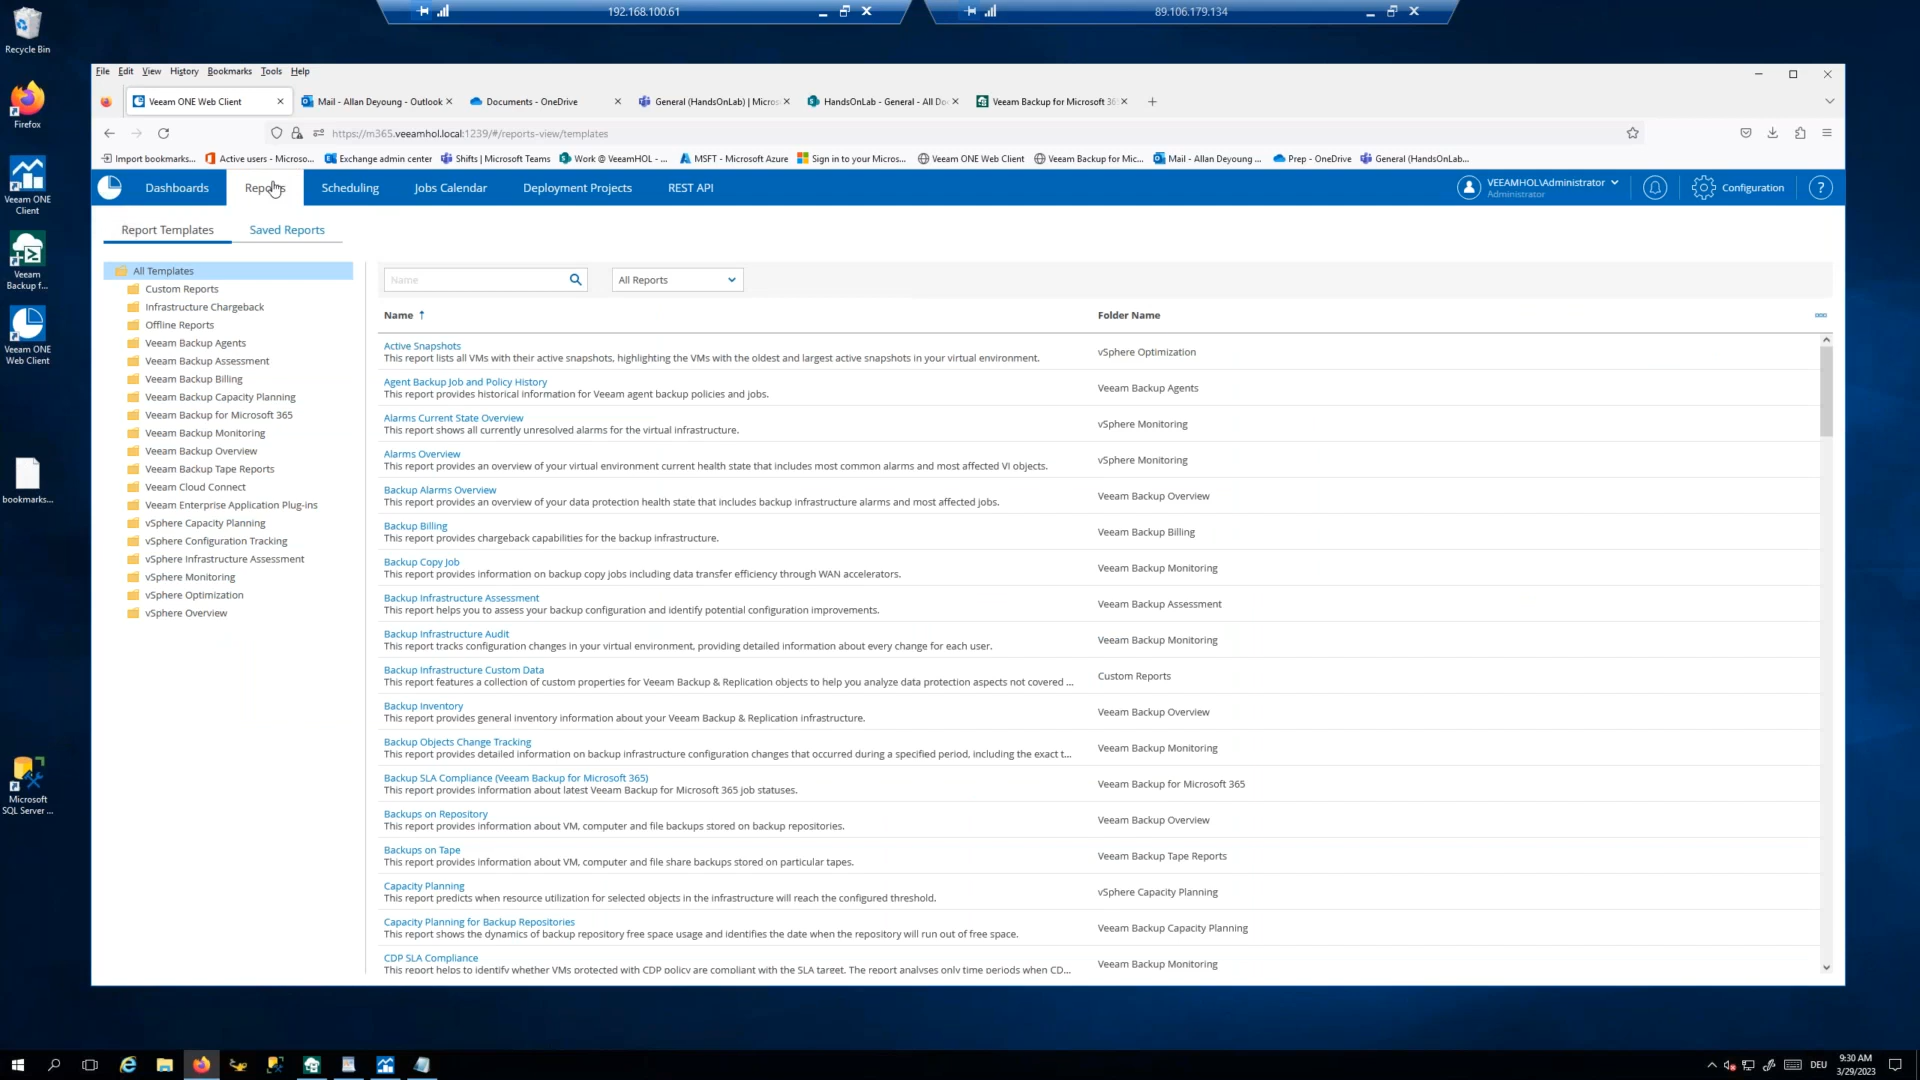 192.168.100.61
89.106.179.134
Recycle Bin
Firefox
Veeam ONE
Client
Veeam
Backup f...
Veeam ONE
Web Client
bookmarks...
Microsoft
SQL Server ...
File Edit View History Bookmarks Tools Help
Veeam ONE Web Client
Mail - Allan Deyoung - Outlook
Documents - OneDrive
General (HandsOnLab) | Micros
HandsOnLab - General - All Do
Veeam Backup for Microsoft 36
https://m365.veeamhol.local:1239/#/reports-view/templates
Import bookmarks... Active users - Microso... Exchange admin center Shifts | Microsoft Teams Work @ VeeamHOL - ... MSFT - Microsoft Azure Sign in to your Micros... Veeam ONE Web Client Veeam Backup for Mic... Mail - Allan Deyoung ... Prep - OneDrive General (HandsOnLab...
Dashboards Reports Scheduling Jobs Calendar Deployment Projects REST API
VEEAMHOL\Administrator
Administrator
Configuration
?
Report Templates Saved Reports
All Templates
Custom Reports
Infrastructure Chargeback
Offline Reports
Veeam Backup Agents
Veeam Backup Assessment
Veeam Backup Billing
Veeam Backup Capacity Planning
Veeam Backup for Microsoft 365
Veeam Backup Monitoring
Veeam Backup Overview
Veeam Backup Tape Reports
Veeam Cloud Connect
Veeam Enterprise Application Plug-ins
vSphere Capacity Planning
vSphere Configuration Tracking
vSphere Infrastructure Assessment
vSphere Monitoring
vSphere Optimization
vSphere Overview
Name
All Reports
Name ↑ Folder Name
Active Snapshots
This report lists all VMs with their active snapshots, highlighting the VMs with the oldest and largest active snapshots in your virtual environment.
vSphere Optimization
Agent Backup Job and Policy History
This report provides historical information for Veeam agent backup policies and jobs.
Veeam Backup Agents
Alarms Current State Overview
This report shows all currently unresolved alarms for the virtual infrastructure.
vSphere Monitoring
Alarms Overview
This report provides an overview of your virtual environment current health state that includes most common alarms and most affected VI objects.
vSphere Monitoring
Backup Alarms Overview
This report provides an overview of your data protection health state that includes backup infrastructure alarms and most affected jobs.
Veeam Backup Overview
Backup Billing
This report provides chargeback capabilities for the backup infrastructure.
Veeam Backup Billing
Backup Copy Job
This report provides information on backup copy jobs including data transfer efficiency through WAN accelerators.
Veeam Backup Monitoring
Backup Infrastructure Assessment
This report helps you to assess your backup configuration and identify potential configuration improvements.
Veeam Backup Assessment
Backup Infrastructure Audit
This report tracks configuration changes in your virtual environment, providing detailed information about every change for each user.
Veeam Backup Monitoring
Backup Infrastructure Custom Data
This report features a collection of custom properties for Veeam Backup & Replication objects to help you analyze data protection aspects not covered ...
Custom Reports
Backup Inventory
This report provides general inventory information about your Veeam Backup & Replication infrastructure.
Veeam Backup Overview
Backup Objects Change Tracking
This report provides detailed information on backup infrastructure configuration changes that occurred during a specified period, including the exact t...
Veeam Backup Monitoring
Backup SLA Compliance (Veeam Backup for Microsoft 365)
This report provides information about latest Veeam Backup for Microsoft 365 job statuses.
Veeam Backup for Microsoft 365
Backups on Repository
This report provides information about VM, computer and file backups stored on backup repositories.
Veeam Backup Overview
Backups on Tape
This report provides information about VM, computer and file share backups stored on particular tapes.
Veeam Backup Tape Reports
Capacity Planning
This report predicts when resource utilization for selected objects in the infrastructure will reach the configured threshold.
vSphere Capacity Planning
Capacity Planning for Backup Repositories
This report shows the dynamics of backup repository free space usage and identifies the date when the repository will run out of free space.
Veeam Backup Capacity Planning
CDP SLA Compliance
This report helps to identify whether VMs protected with CDP policy are compliant with the SLA target. The report analyses only time periods when CD...
Veeam Backup Monitoring
DEU
9:30 AM
3/29/2023